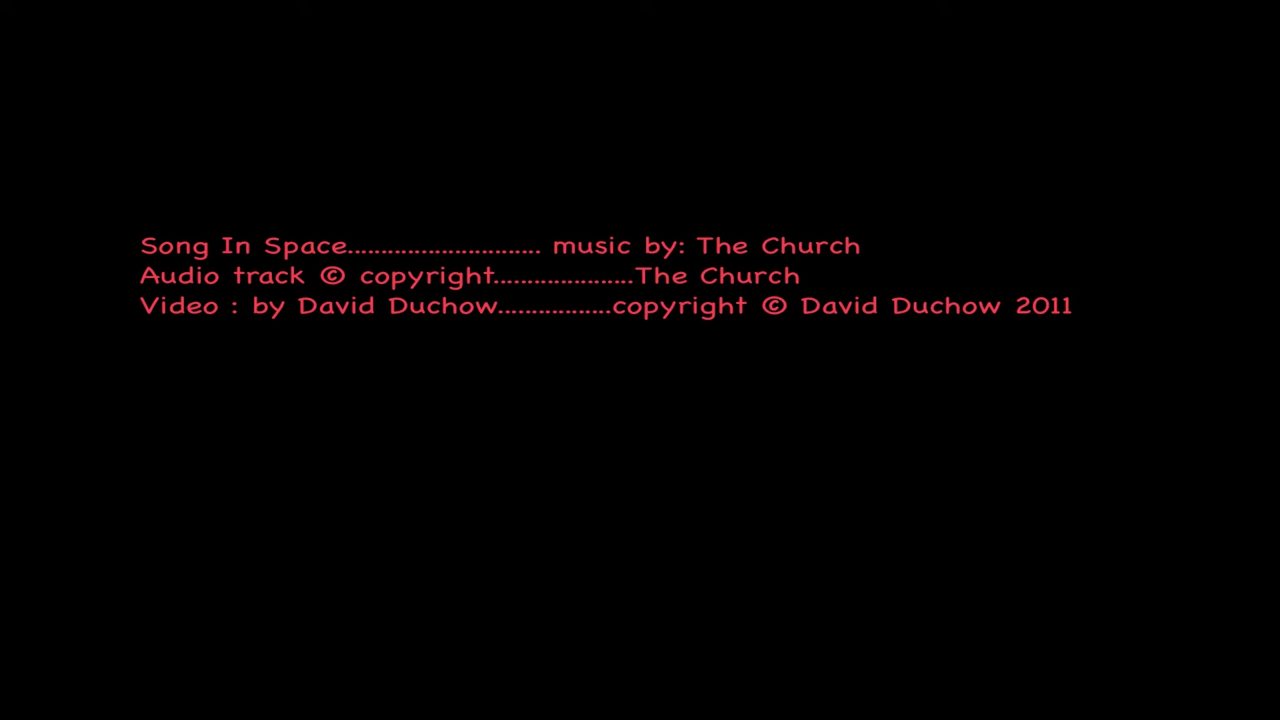 Song In Space............................. music by: The Church
Audio track © copyright.....................The Church
Video : by David Duchow.................copyright © David Duchow 2011